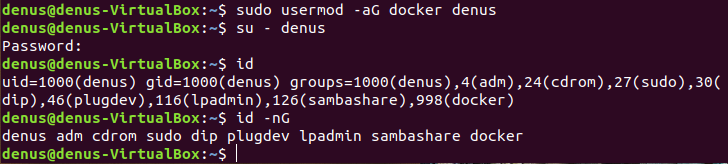 denus@denus-VirtualBox:~$ sudo usermod -aG docker denus
denus@denus-VirtualBox:~$ su - denus
Password:
denus@denus-VirtualBox:~$ id
uid=1000(denus) gid=1000(denus) groups=1000(denus),4(adm),24(cdrom),27(sudo),30(
dip),46(plugdev),116(lpadmin),126(sambashare),998(docker)
denus@denus-VirtualBox:~$ id -nG
denus adm cdrom sudo dip plugdev lpadmin sambashare docker
denus@denus-VirtualBox:~$